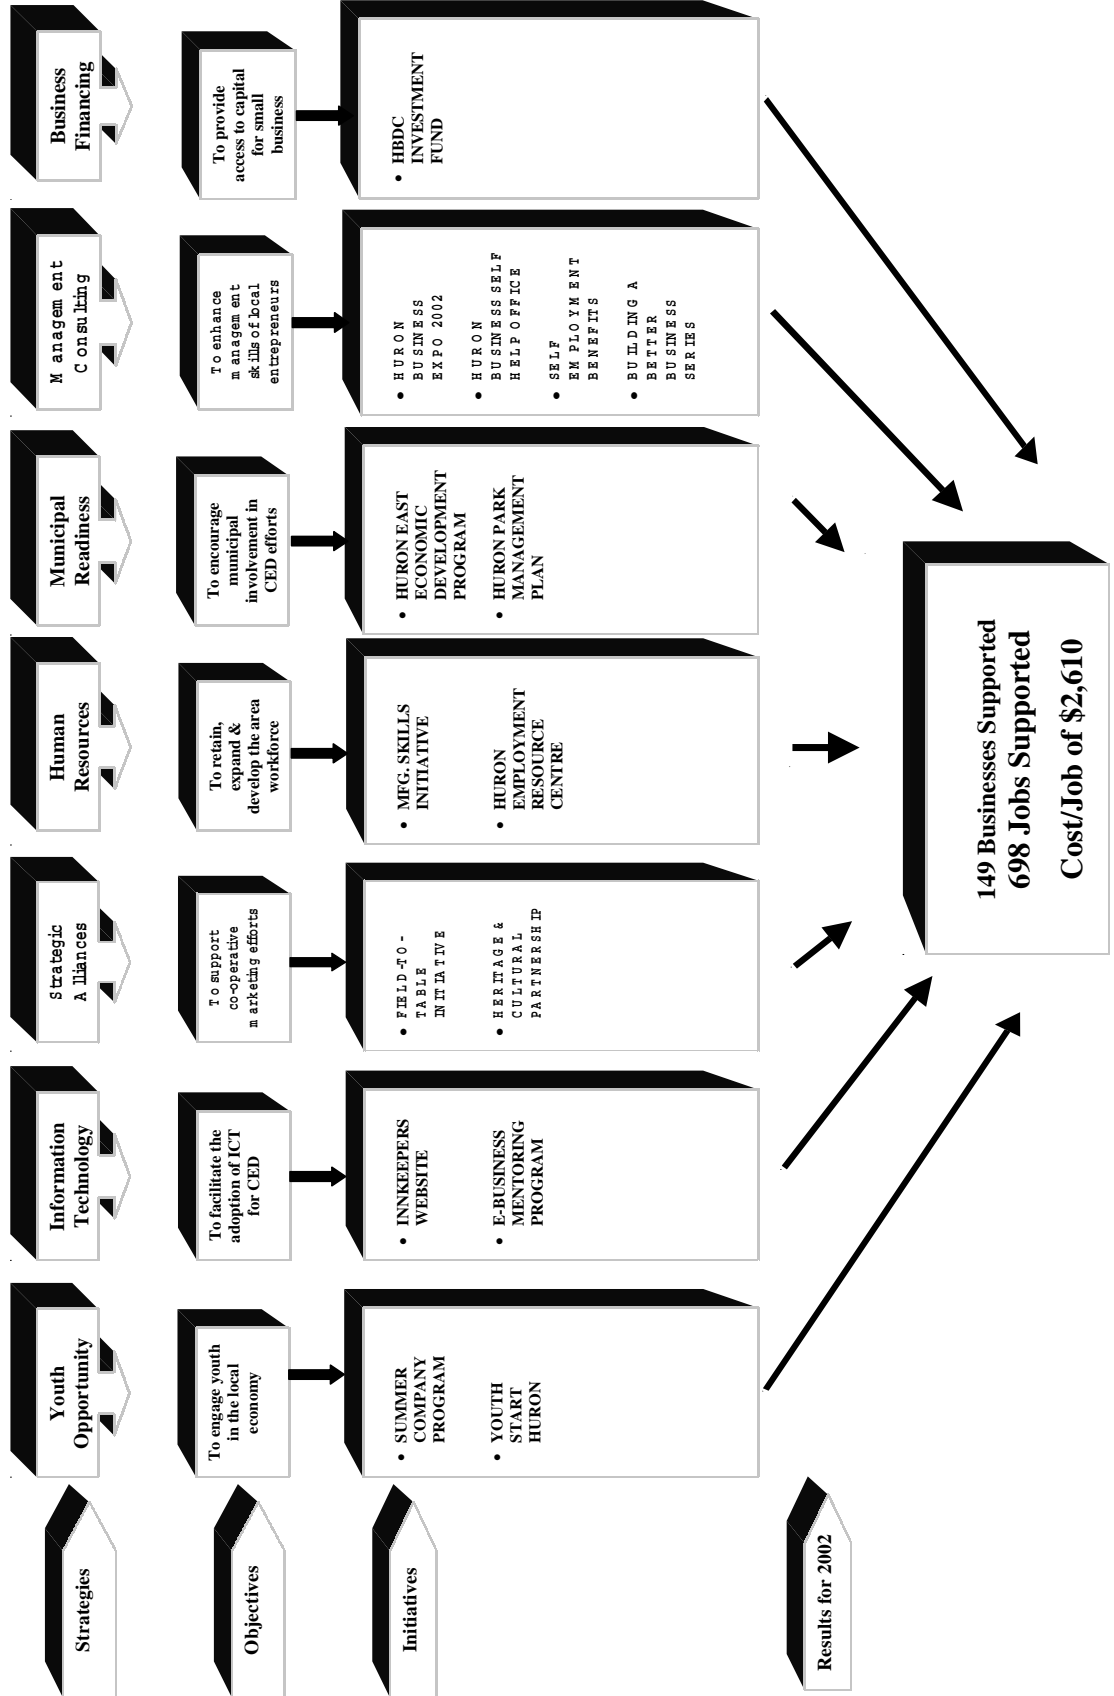 Strategies
Youth
Opportunity
Information
Technology
Strategic
Alliances
Human
Resources
Municipal
Readiness
Management
Consulting
Business
Financing
Objectives
To engage youth
in the local
economy
To facilitate the
adoption of ICT
for CED
To support
co-operative
marketing efforts
To retain,
expand &
develop the area
workforce
To encourage
municipal
involvement in
CED efforts
To enhance
management
skills of local
entrepreneurs
To provide
access to capital
for small
business
Initiatives
• SUMMER
COMPANY
PROGRAM
• YOUTH
START
HURON
• INNKEEPERS
WEBSITE
• E-BUSINESS
MENTORING
PROGRAM
• FIELD-TO-
TABLE
INITIATIVE
• HERITAGE &
CULTURAL
PARTNERSHIP
• MFG. SKILLS
INITIATIVE
• HURON
EMPLOYMENT
RESOURCE
CENTRE
• HURON EAST
ECONOMIC
DEVELOPMENT
PROGRAM
• HURON PARK
MANAGEMENT
PLAN
• HURON
BUSINESS
EXPO 2002
• HURON
BUSINESS SELF
HELP OFFICE
• SELF
EMPLOYMENT
BENEFITS
• BUILDING A
BETTER
BUSINESS
SERIES
• HBDC
INVESTMENT
FUND
Results for 2002
149 Businesses Supported
698 Jobs Supported
Cost/Job of $2,610